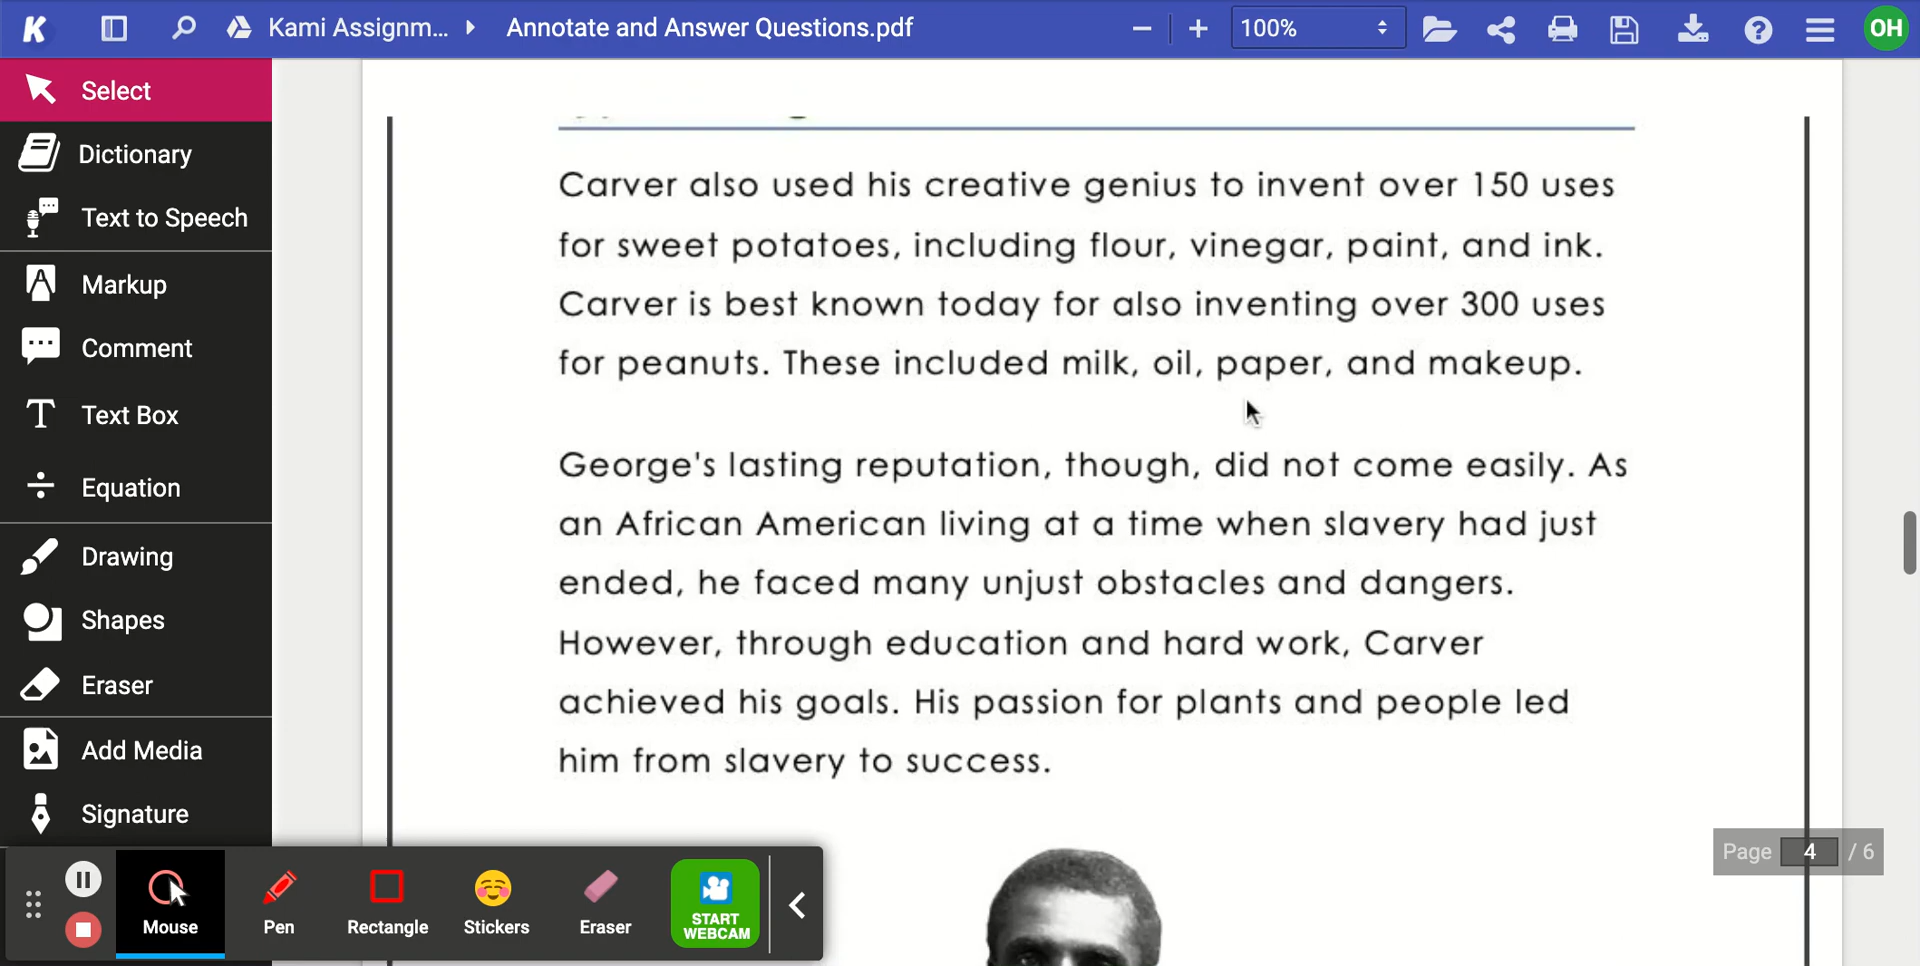 Kami Assignm... Annotate and Answer Questions.pdf 100% OH
Select
Dictionary
Text to Speech
Markup
Comment
Text Box
Equation
Drawing
Shapes
Eraser
Add Media
Signature
Carver also used his creative genius to invent over 150 uses
for sweet potatoes, including flour, vinegar, paint, and ink.
Carver is best known today for also inventing over 300 uses
for peanuts. These included milk, oil, paper, and makeup.
George's lasting reputation, though, did not come easily. As
an African American living at a time when slavery had just
ended, he faced many unjust obstacles and dangers.
However, through education and hard work, Carver
achieved his goals. His passion for plants and people led
him from slavery to success.
Page 4 / 6
Mouse Pen Rectangle Stickers Eraser
START
WEBCAM